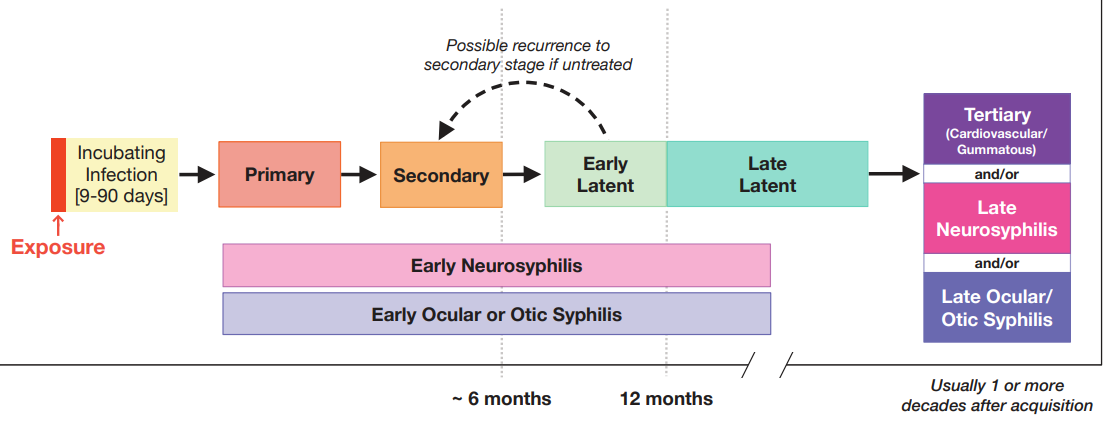 Possible recurrence to
secondary stage if untreated
Incubating
Infection
[9-90 days]
Exposure
Primary
Secondary
Early
Latent
Late
Latent
Tertiary
(Cardiovascular/
Gummatous)
and/or
Late
Neurosyphilis
and/or
Late Ocular/
Otic Syphilis
Early Neurosyphilis
Early Ocular or Otic Syphilis
~ 6 months
12 months
Usually 1 or more
decades after acquisition